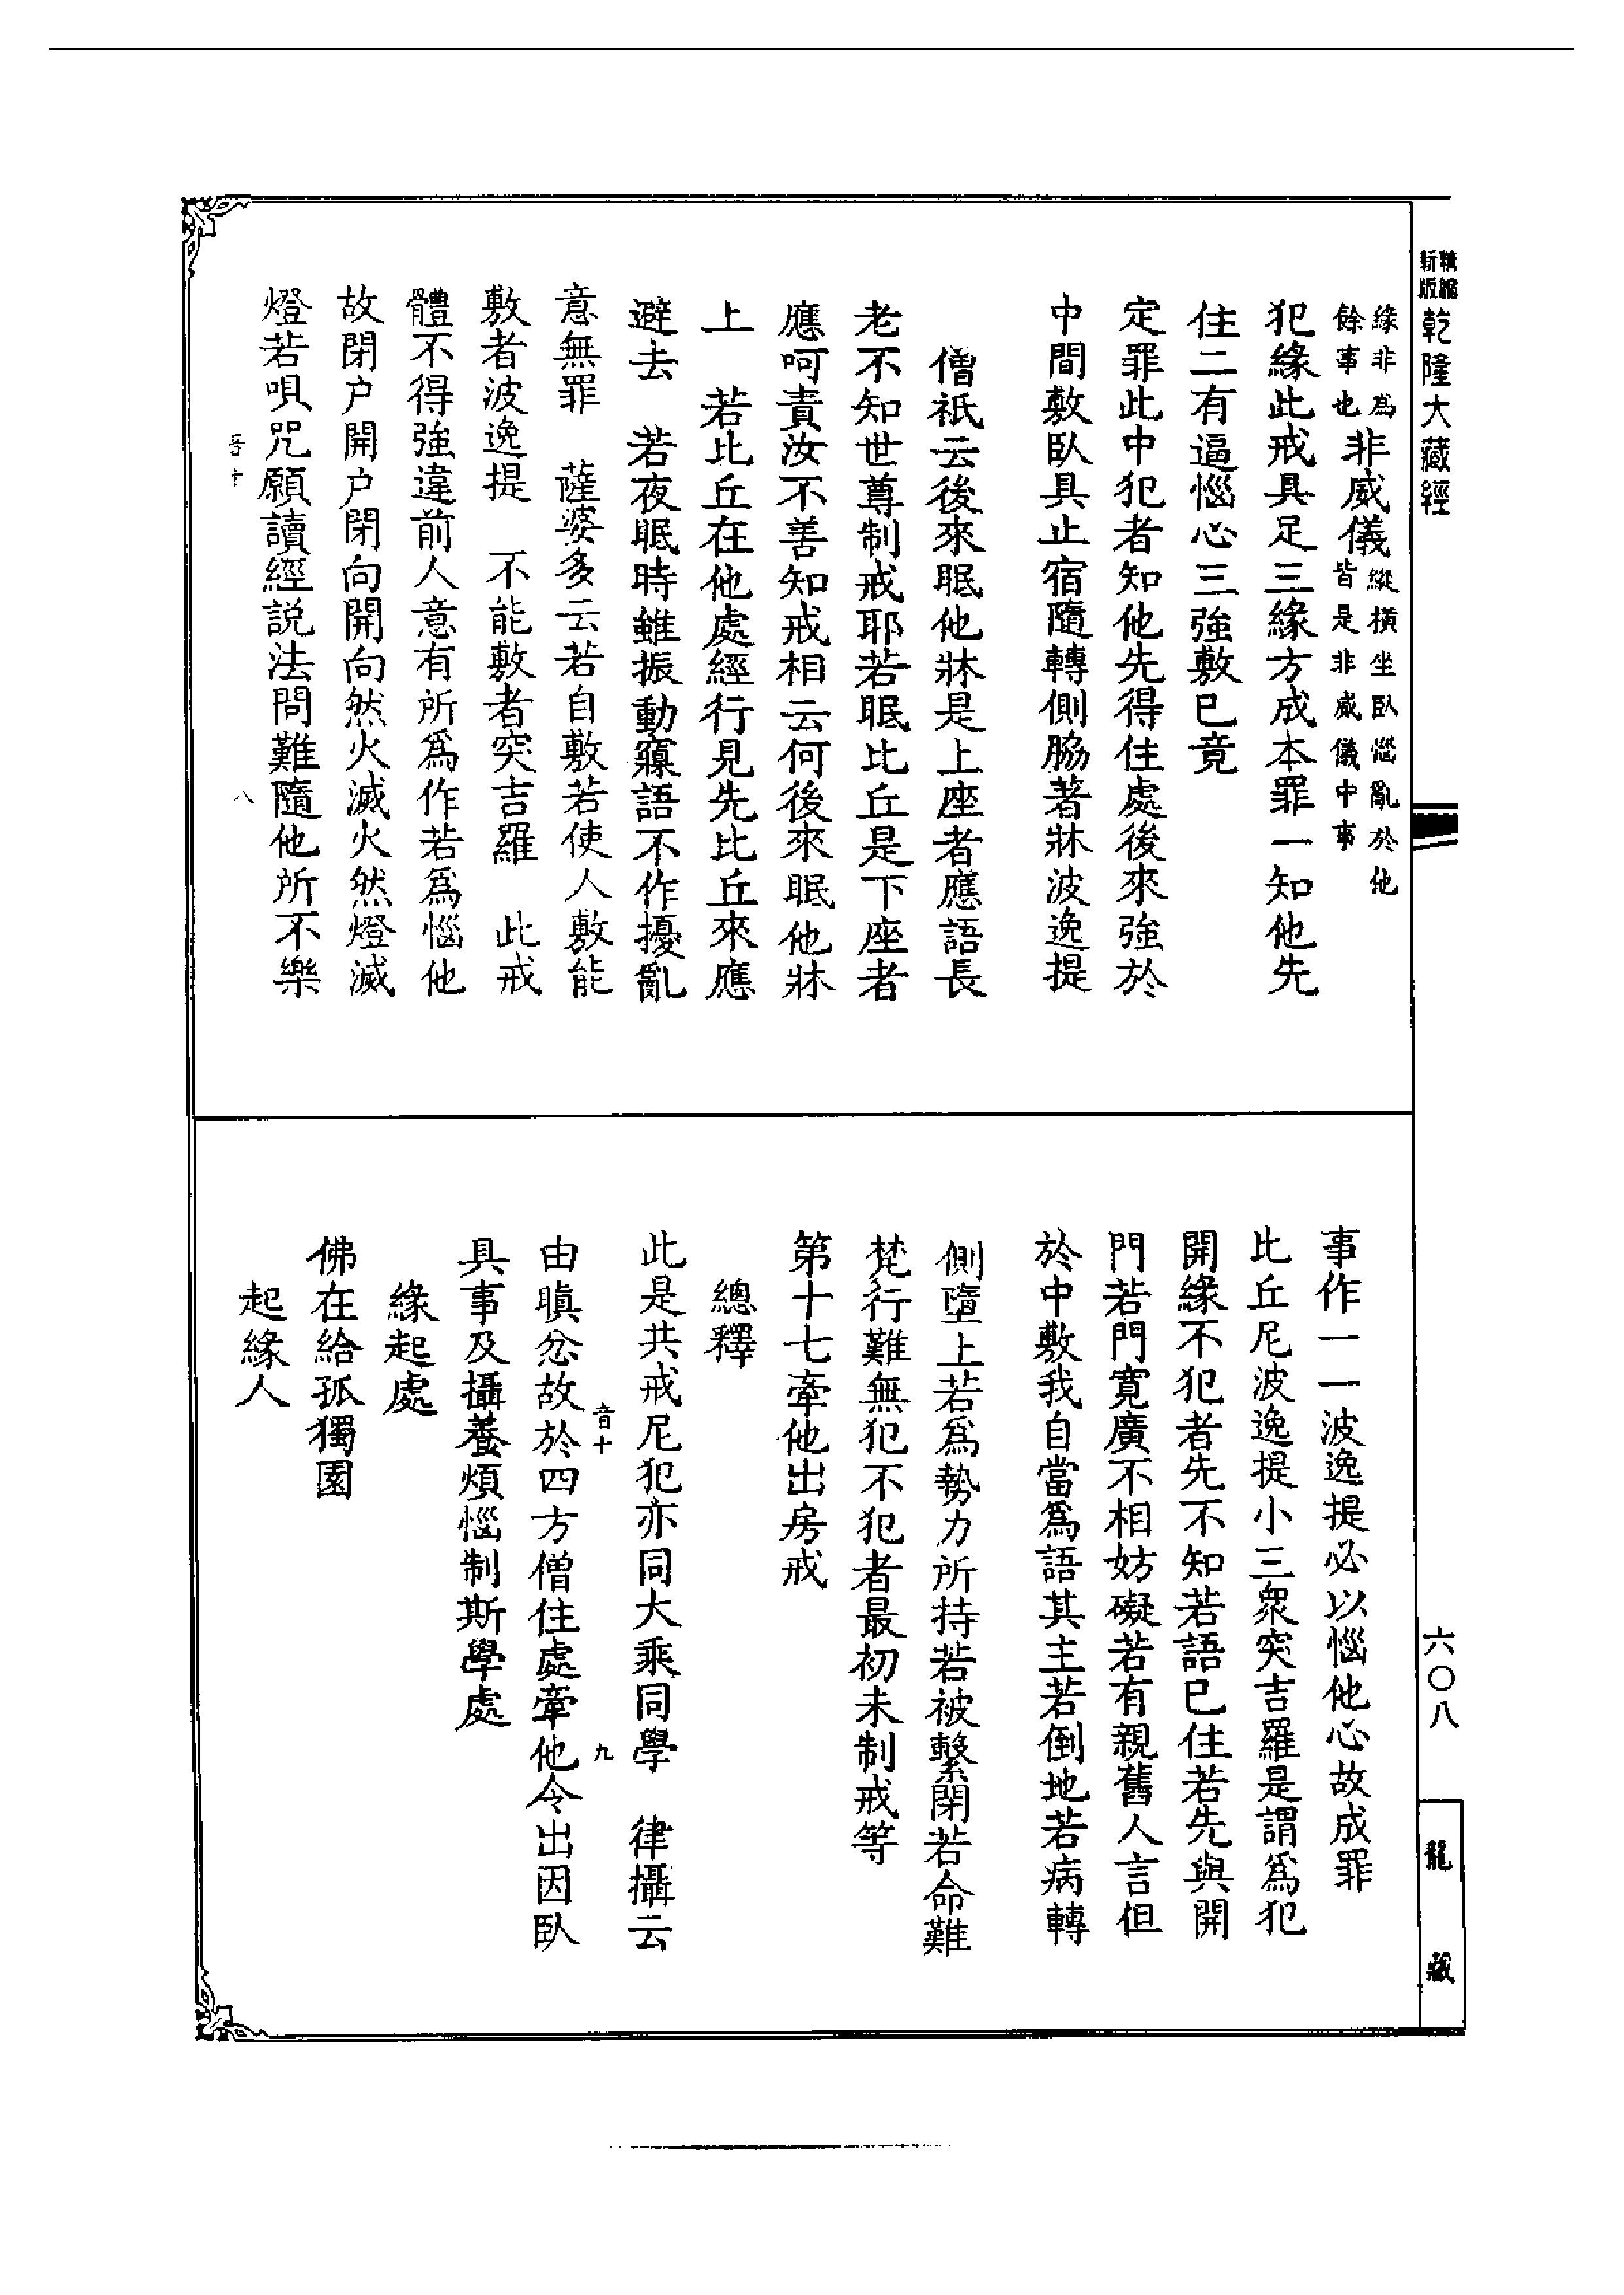 精縮
新版
乾隆大藏經
緣非爲
餘事也
非威儀
縱橫坐臥惱亂於他
皆是非威儀中事
犯緣此戒具足三緣方成本罪一知他先
住二有逼惱心三強敷已竟
定罪此中犯者知他先得住處後來強於
中間敷臥具止宿隨轉側脇著牀波逸提
僧祇云後來眠他牀是上座者應語長
老不知世尊制戒耶若眠比丘是下座者
應呵責汝不善知戒相云何後來眠他牀
上　若比丘在他處經行見先比丘來應
避去　若夜眠時雖振動寱語不作擾亂
意無罪　薩婆多云若自敷若使人敷能
敷者波逸提　不能敷者突吉羅　此戒
體不得強違前人意有所爲作若爲惱他
故閉户開户閉向開向然火滅火然燈滅
燈若唄咒願讀經説法問難隨他所不樂
八
事作一一波逸提必以惱他心故成罪
比丘尼波逸提小三眾突吉羅是謂爲犯
開緣不犯者先不知若語已住若先與開
門若門寬廣不相妨礙若有親舊人言但
於中敷我自當爲語其主若倒地若病轉
側墮上若爲勢力所持若被繫閉若命難
梵行難無犯不犯者最初未制戒等
第十七牽他出房戒
總釋
此是共戒尼犯亦同大乘同學　律攝云
音十
九
由瞋忿故於四方僧住處牽他令出因臥
具事及攝養煩惱制斯學處
緣起處
佛在給孤獨園
起緣人
六〇八
龍藏